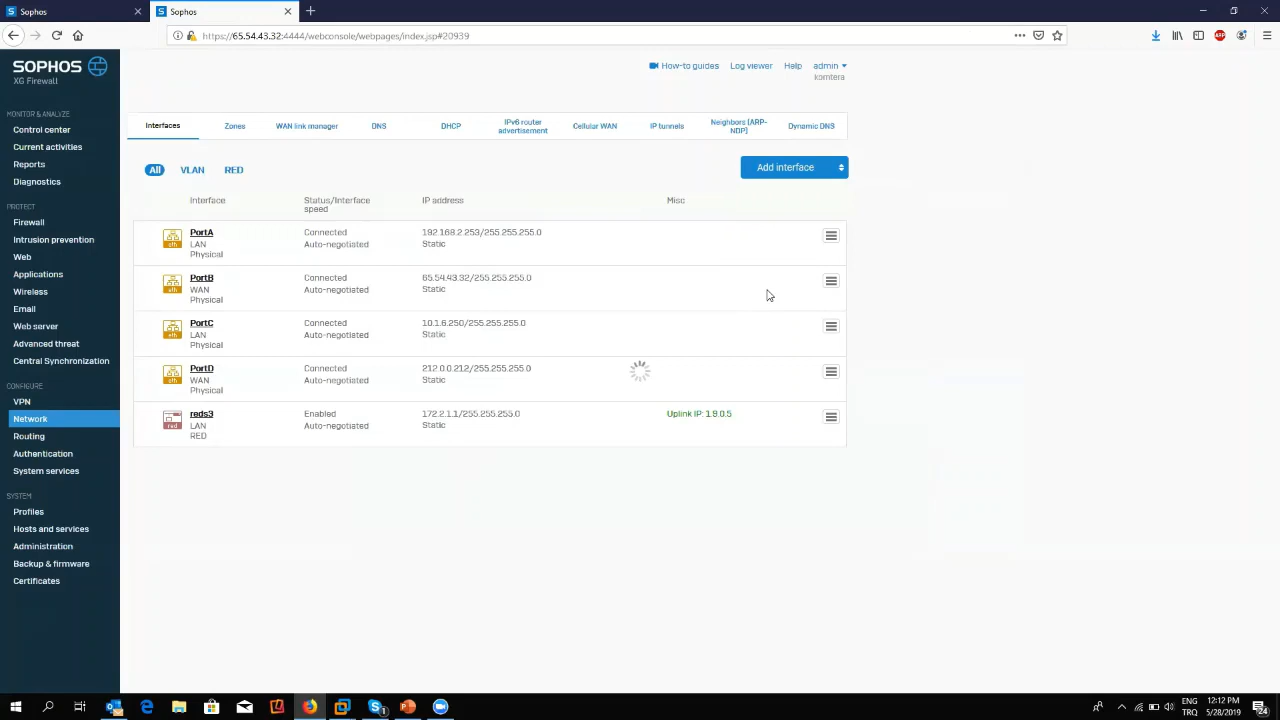 Sophos
Sophos
https://65.54.43.32:4444/webconsole/webpages/index.jsp#20939
SOPHOS
XG Firewall
How-to guides
Log viewer
Help
admin
komtera
MONITOR & ANALYZE
Control center
Current activities
Reports
Diagnostics
PROTECT
Firewall
Intrusion prevention
Web
Applications
Wireless
Email
Web server
Advanced threat
Central Synchronization
CONFIGURE
VPN
Network
Routing
Authentication
System services
SYSTEM
Profiles
Hosts and services
Administration
Backup & firmware
Certificates
Interfaces
Zones
WAN link manager
DNS
DHCP
IPv6 router
advertisement
Cellular WAN
IP tunnels
Neighbors (ARP-
NDP)
Dynamic DNS
All
VLAN
RED
Add interface
Interface
Status/Interface
speed
IP address
Misc
eth
PortA
LAN
Physical
Connected
Auto-negotiated
192.168.2.253/255.255.255.0
Static
eth
PortB
WAN
Physical
Connected
Auto-negotiated
65.54.43.32/255.255.255.0
Static
eth
PortC
LAN
Physical
Connected
Auto-negotiated
10.1.6.250/255.255.255.0
Static
eth
PortD
WAN
Physical
Connected
Auto-negotiated
212.0.0.212/255.255.255.0
Static
red
reds3
LAN
RED
Enabled
Auto-negotiated
172.2.1.1/255.255.255.0
Static
Uplink IP: 1.9.0.5
ENG
TRQ
12:12 PM
5/28/2019
24